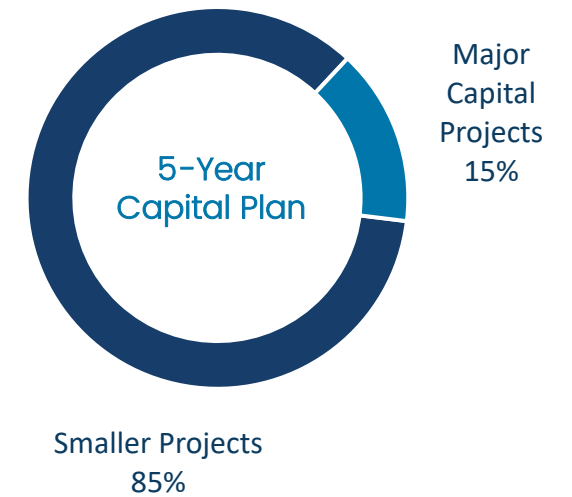 Major
Capital
Projects
15%
5-Year
Capital Plan
Smaller Projects
85%